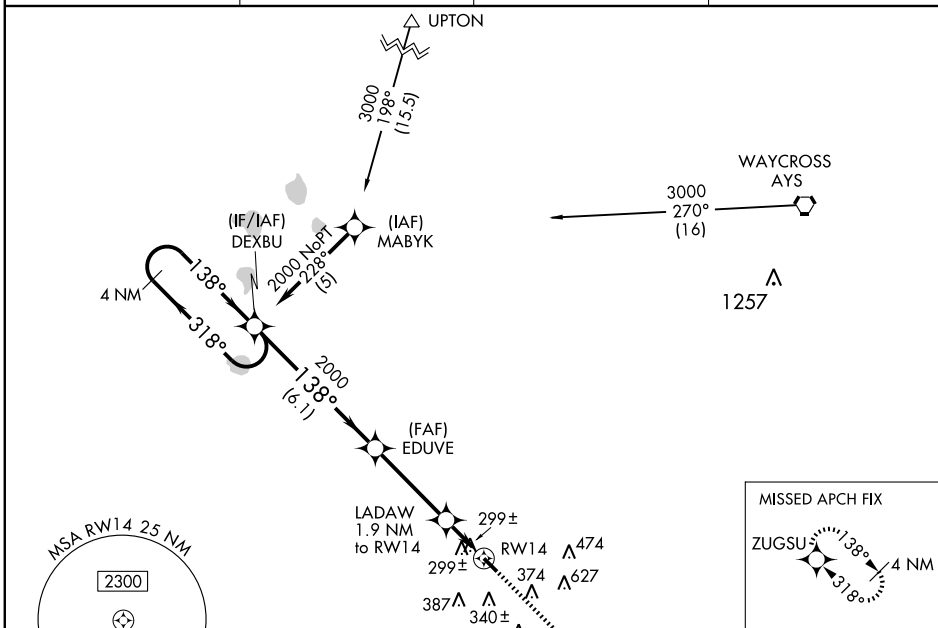 UPTON
3000
198°
(15.5)
WAYCROSS
AYS
3000
270°
(16)
1257
(IF/IAF)
DEXBU
(IAF)
MABYK
2000 NoPT
228°
(5)
4 NM
138°
318°
2000
138°
(6.1)
(FAF)
EDUVE
LADAW
1.9 NM
to RW14
299±
299±
RW14
474
374
627
387
340±
MSA RW14 25 NM
2300
MISSED APCH FIX
ZUGSU
138°
318°
4 NM